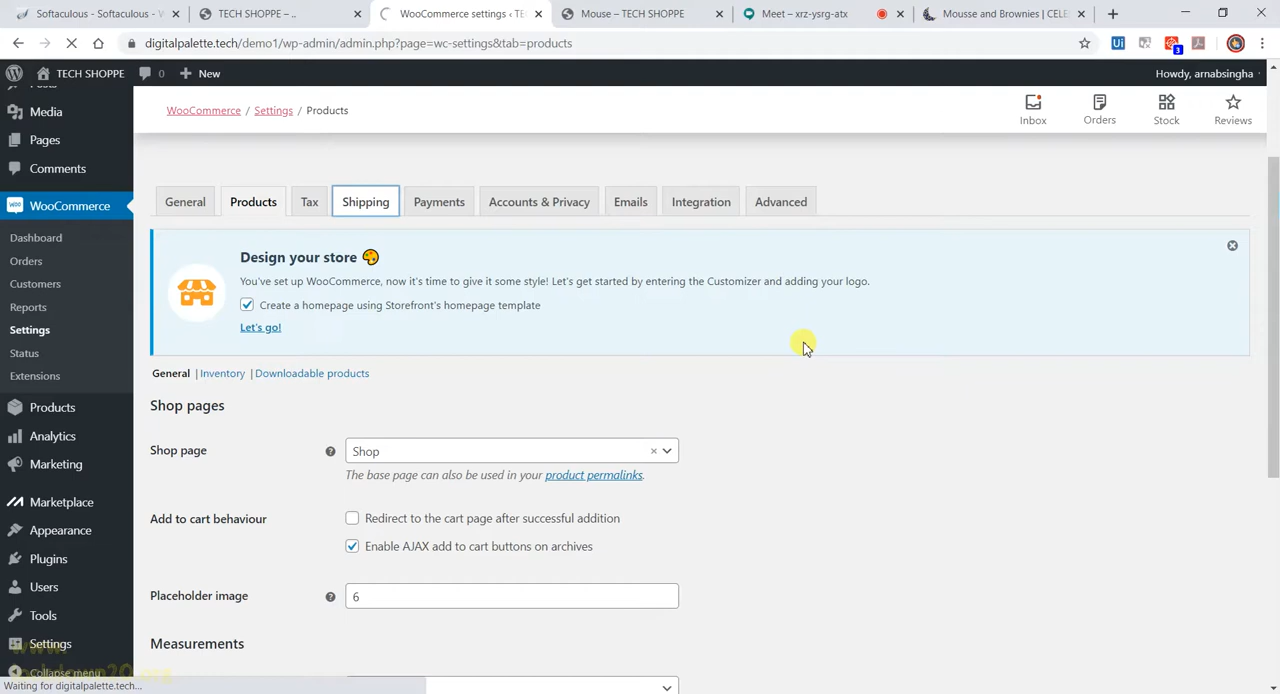 Softaculous - Softaculous - W
TECH SHOPPE – ..
WooCommerce settings ‹ TE
Mouse – TECH SHOPPE
Meet – xrz-ysrg-atx
Mousse and Brownies | CELE
digitalpalette.tech/demo1/wp-admin/admin.php?page=wc-settings&tab=products
3
TECH SHOPPE 0 New
Howdy, arnabsingha
Posts
Media
Pages
Comments
WooCommerce
Dashboard
Orders
Customers
Reports
Settings
Status
Extensions
Products
Analytics
Marketing
Marketplace
Appearance
Plugins
Users
Tools
Settings
Collapse menu
WooCommerce / Settings / Products
Inbox
Orders
Stock
Reviews
General
Products
Tax
Shipping
Payments
Accounts & Privacy
Emails
Integration
Advanced
Design your store
You've set up WooCommerce, now it's time to give it some style! Let's get started by entering the Customizer and adding your logo.
Create a homepage using Storefront's homepage template
Let's go!
General | Inventory | Downloadable products
Shop pages
Shop page
Shop
The base page can also be used in your product permalinks.
Add to cart behaviour
Redirect to the cart page after successful addition
Enable AJAX add to cart buttons on archives
Placeholder image
6
Measurements
Waiting for digitalpalette.tech...